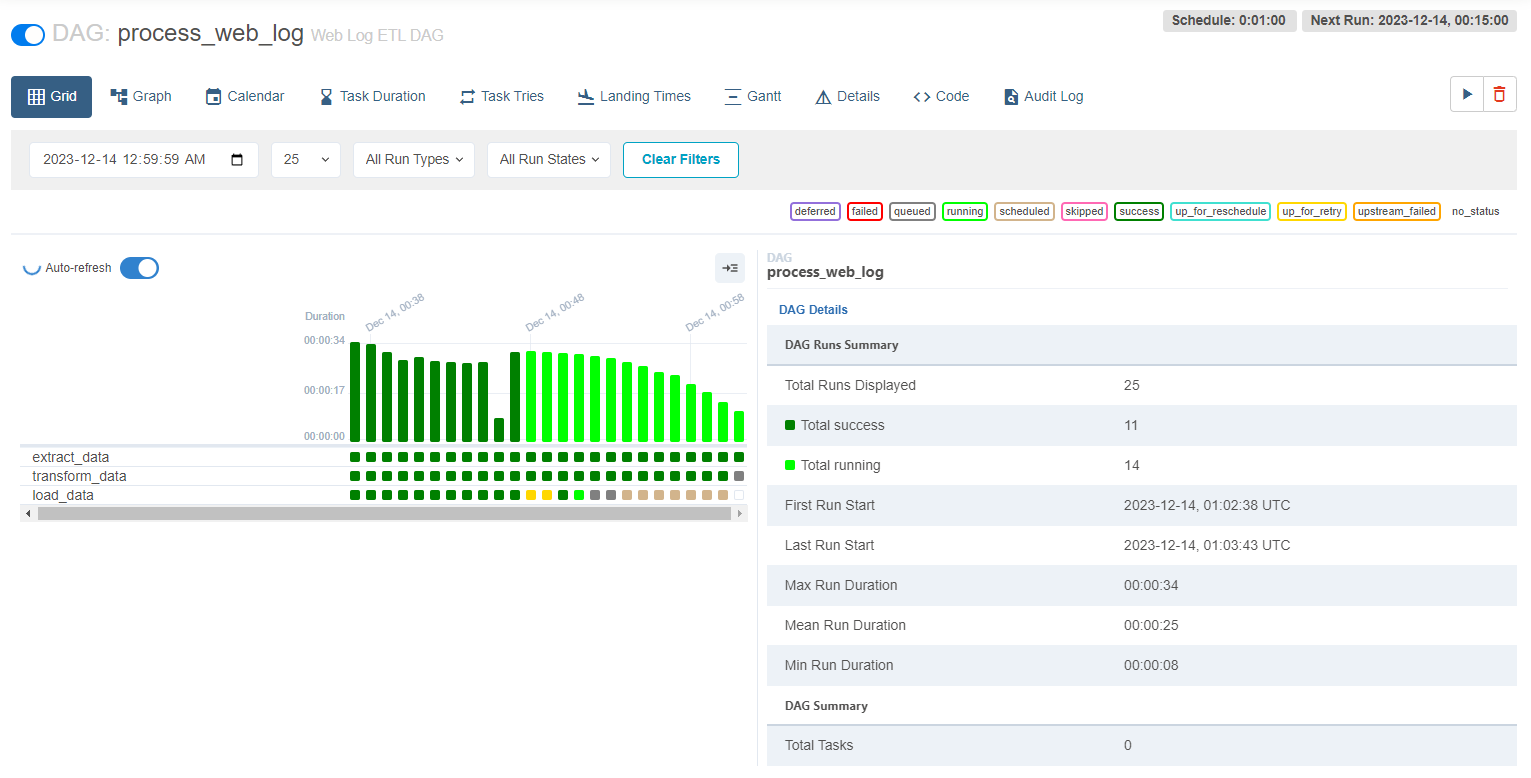 DAG: process_web_log Web Log ETL DAG
Schedule: 0:01:00 Next Run: 2023-12-14, 00:15:00
Grid Graph Calendar Task Duration Task Tries Landing Times Gantt Details Code Audit Log
2023-12-14 12:59:59 AM 25 All Run Types All Run States Clear Filters
deferred failed queued running scheduled skipped success up_for_reschedule up_for_retry upstream_failed no_status
Auto-refresh
Duration
Dec 14, 00:38 Dec 14, 00:48 Dec 14, 00:58
00:00:34
00:00:17
00:00:00
extract_data
transform_data
load_data
DAG
process_web_log
DAG Details
DAG Runs Summary
Total Runs Displayed 25
Total success 11
Total running 14
First Run Start 2023-12-14, 01:02:38 UTC
Last Run Start 2023-12-14, 01:03:43 UTC
Max Run Duration 00:00:34
Mean Run Duration 00:00:25
Min Run Duration 00:00:08
DAG Summary
Total Tasks 0